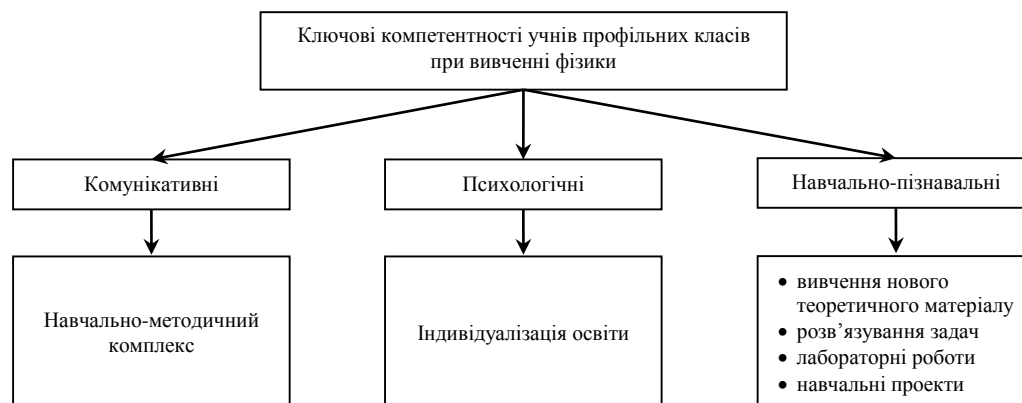 Ключові компетентності учнів профільних класів
при вивченні фізики
Комунікативні
Психологічні
Навчально-пізнавальні
Навчально-методичний
комплекс
Індивідуалізація освіти
• вивчення нового
теоретичного матеріалу
• розв’язування задач
• лабораторні роботи
• навчальні проекти